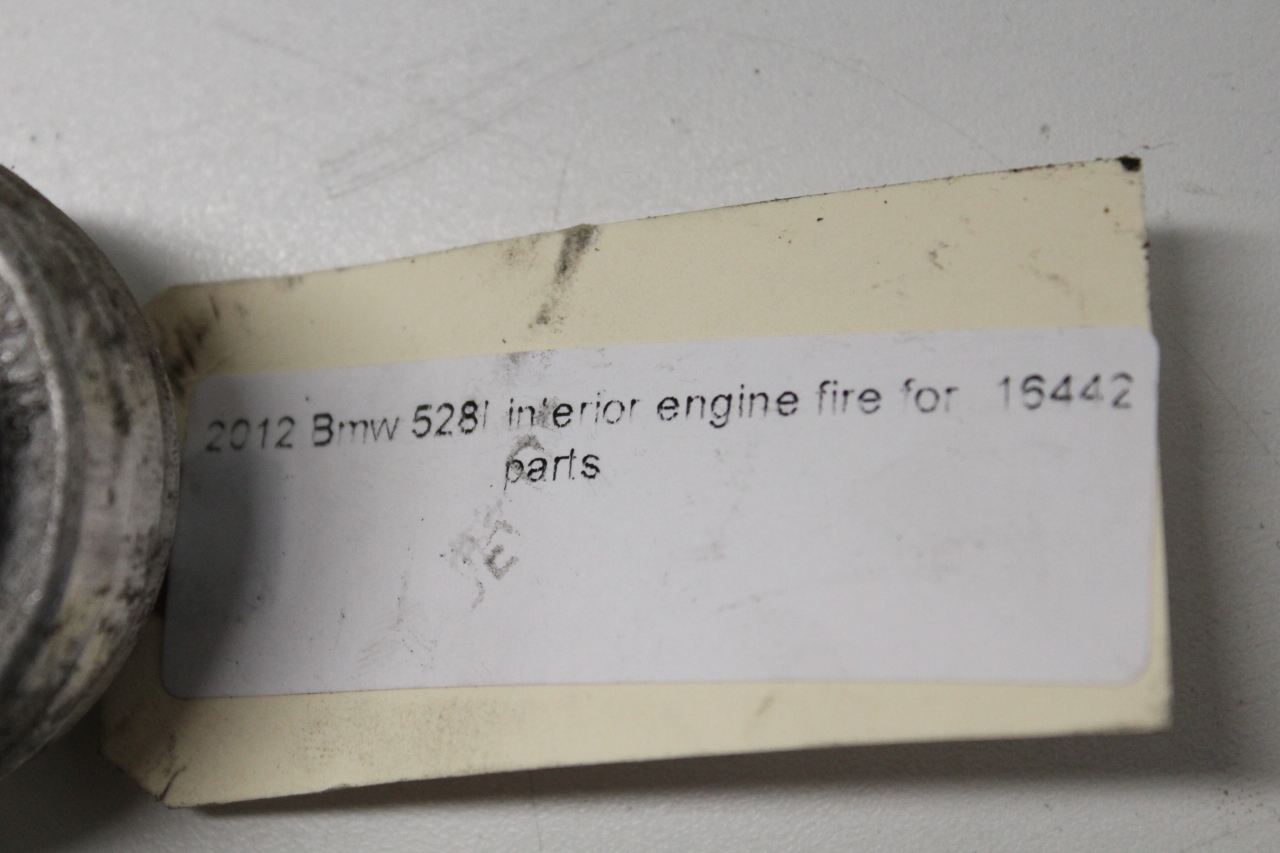 2012 Bmw 528I interior engine fire for 16442
parts